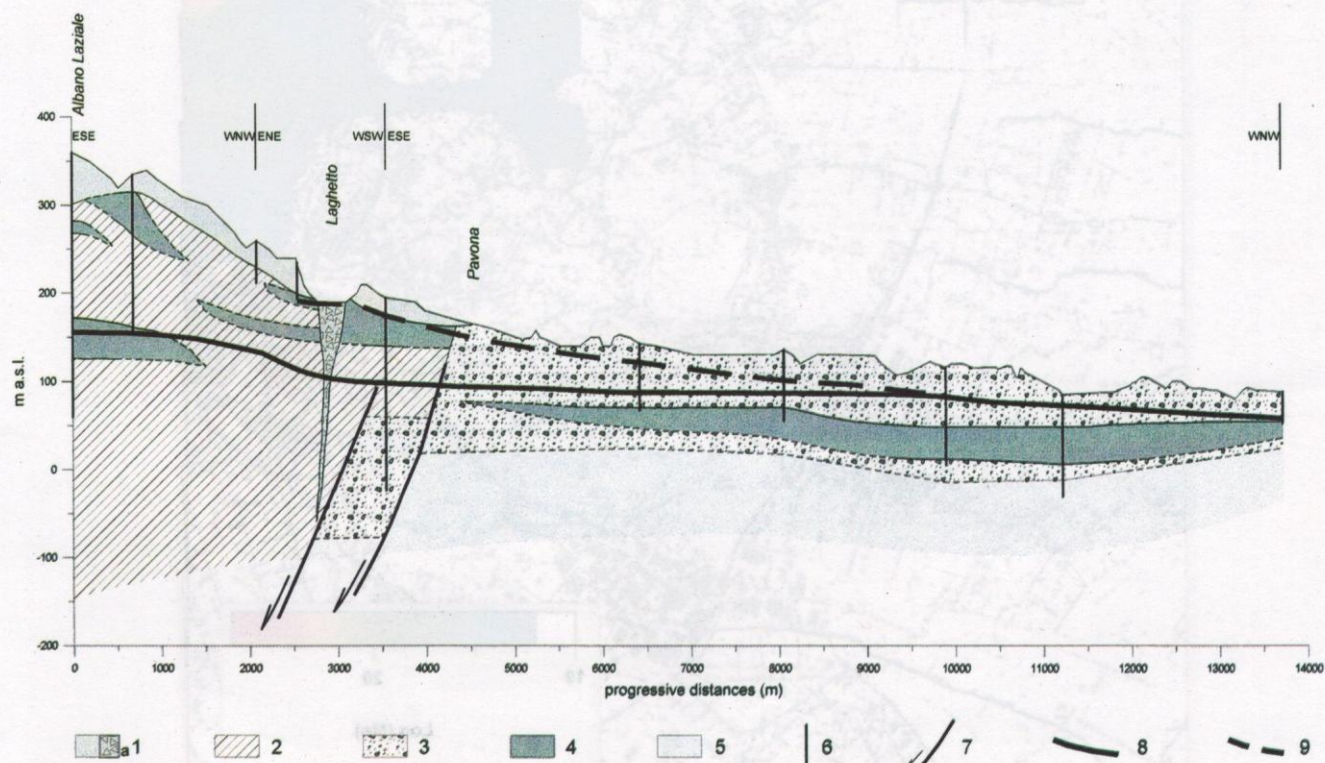 Albano Laziale
400
ESE
WNW ENE
WSW ESE
WNW
Laghetto
300
Pavona
200
m a.s.l.
100
0
-100
-200
0 1000 2000 3000 4000 5000 6000 7000 8000 9000 10000 11000 12000 13000 14000
progressive distances (m)
a 1 2 3 4 5 6 7 8 9